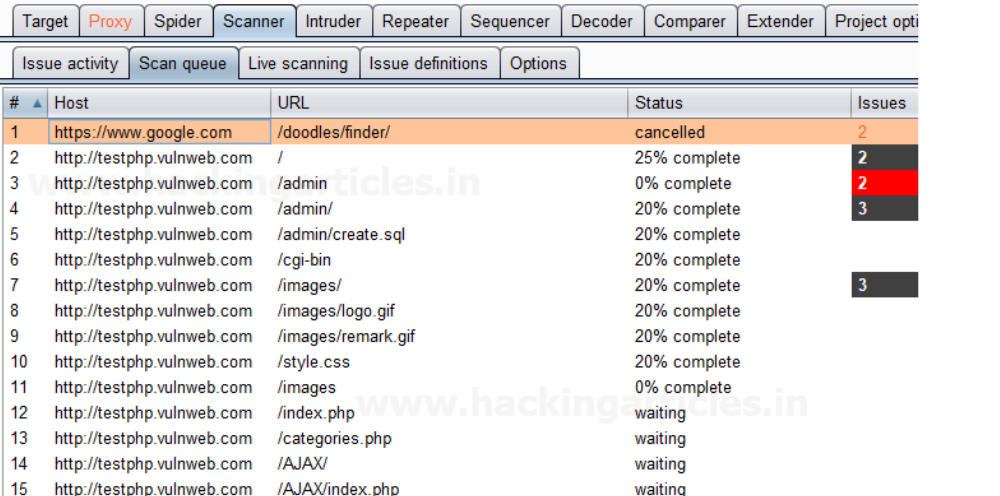 Target Proxy Spider Scanner Intruder Repeater Sequencer Decoder Comparer Extender Project opti
Issue activity Scan queue Live scanning Issue definitions Options
# Host URL Status Issues
1 https://www.google.com /doodles/finder/ cancelled 2
2 http://testphp.vulnweb.com / 25% complete 2
3 http://testphp.vulnweb.com /admin 0% complete 2
www.hackingarticles.in
4 http://testphp.vulnweb.com /admin/ 20% complete 3
5 http://testphp.vulnweb.com /admin/create.sql 20% complete
6 http://testphp.vulnweb.com /cgi-bin 20% complete
7 http://testphp.vulnweb.com /images/ 20% complete 3
8 http://testphp.vulnweb.com /images/logo.gif 20% complete
9 http://testphp.vulnweb.com /images/remark.gif 20% complete
10 http://testphp.vulnweb.com /style.css 20% complete
11 http://testphp.vulnweb.com /images 0% complete
www.hackingarticles.in
12 http://testphp.vulnweb.com /index.php waiting
13 http://testphp.vulnweb.com /categories.php waiting
14 http://testphp.vulnweb.com /AJAX/ waiting
15 http://testphp.vulnweb.com /AJAX/index.php waiting